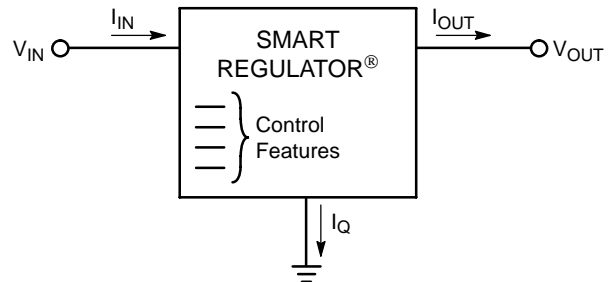 I_IN
I_OUT
V_IN
SMART
REGULATOR®
V_OUT
Control
Features
I_Q